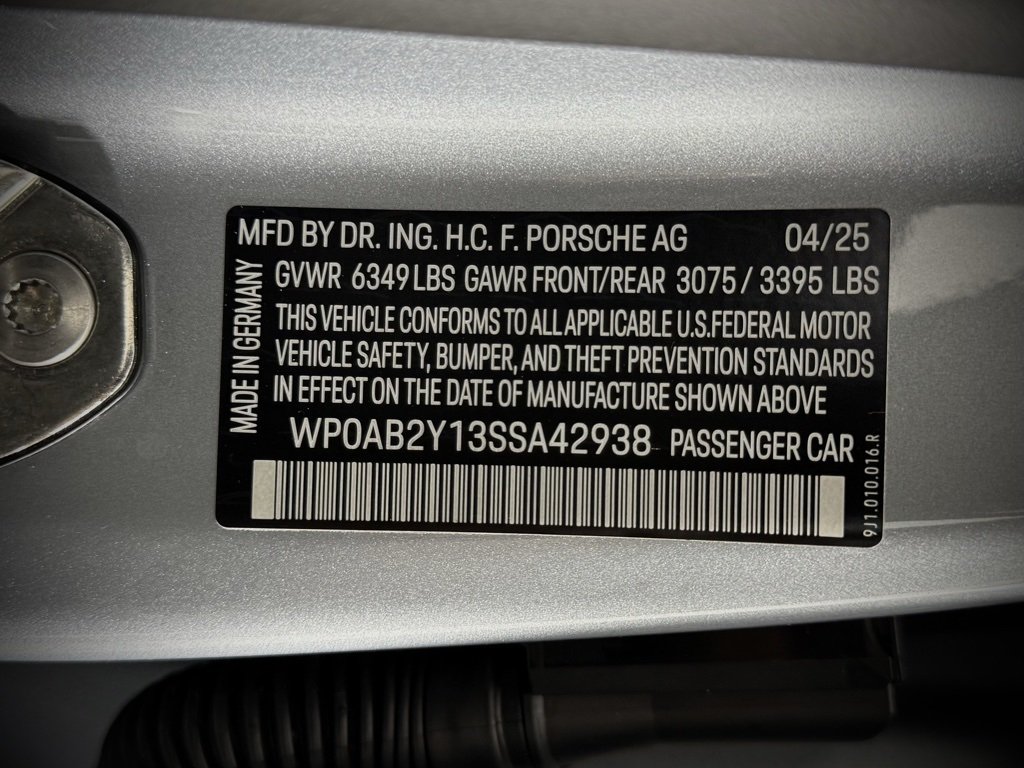 MFD BY DR. ING. H.C. F. PORSCHE AG 04/25
GVWR 6349 LBS GAWR FRONT/REAR 3075 / 3395 LBS
THIS VEHICLE CONFORMS TO ALL APPLICABLE U.S.FEDERAL MOTOR
VEHICLE SAFETY, BUMPER, AND THEFT PREVENTION STANDARDS
IN EFFECT ON THE DATE OF MANUFACTURE SHOWN ABOVE
WP0AB2Y13SSA42938 PASSENGER CAR
MADE IN GERMANY
9J1.010.016.R